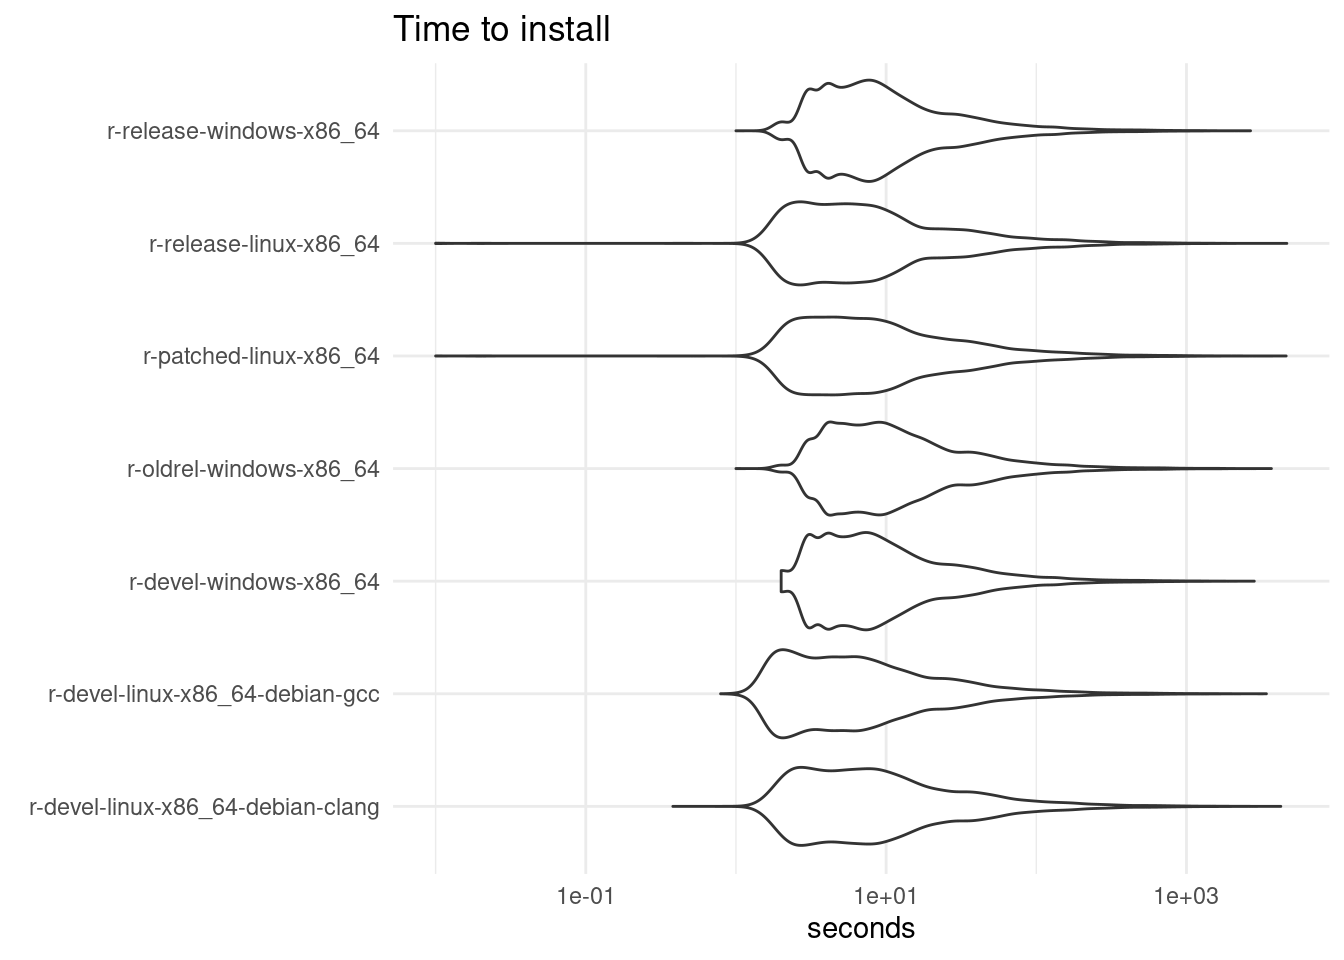 Time to install
r-release-windows-x86_64
r-release-linux-x86_64
r-patched-linux-x86_64
r-oldrel-windows-x86_64
r-devel-windows-x86_64
r-devel-linux-x86_64-debian-gcc
r-devel-linux-x86_64-debian-clang
1e-01 1e+01 1e+03
seconds